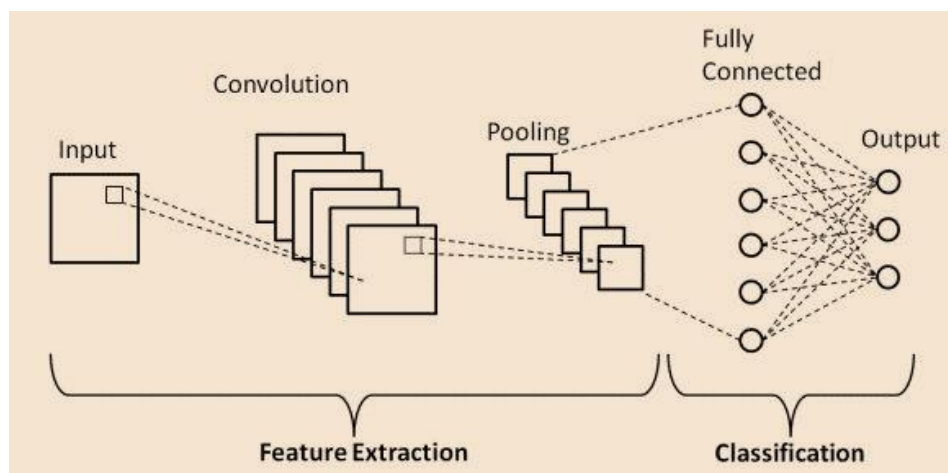 Input
Convolution
Pooling
Fully
Connected
Output
Feature Extraction
Classification